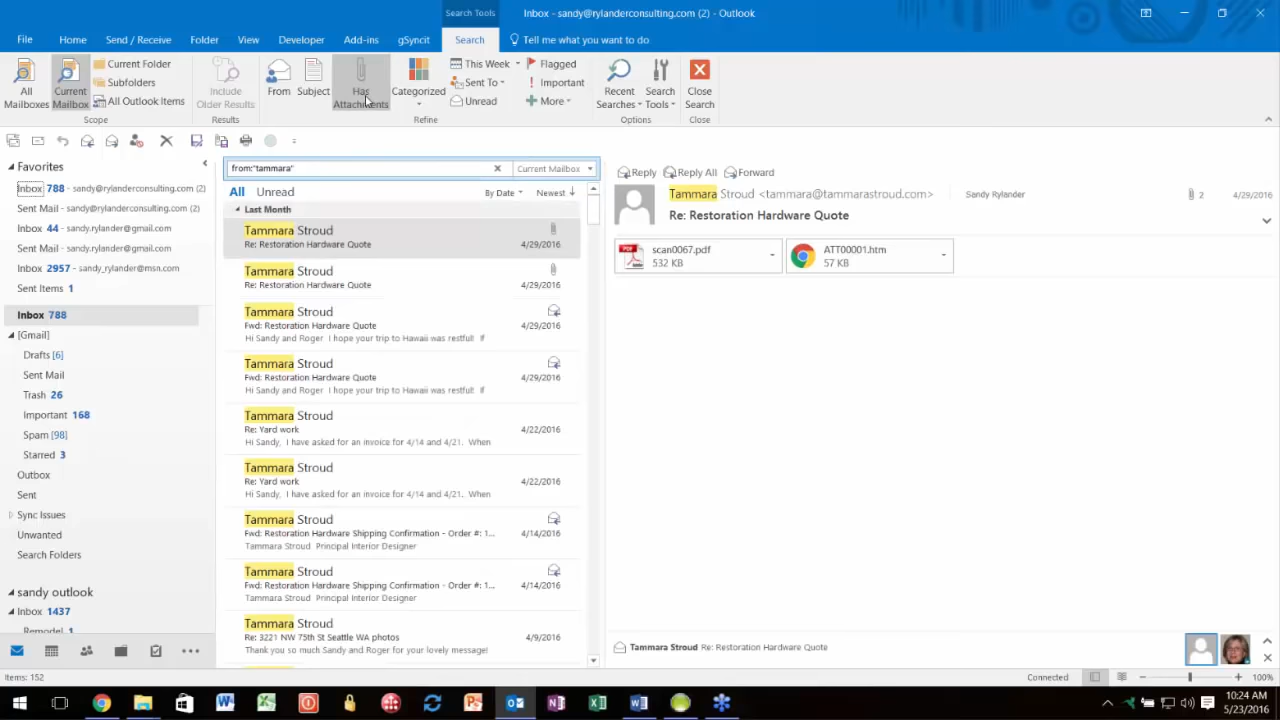 Search Tools
Inbox - sandy@rylanderconsulting.com (2) - Outlook
File Home Send / Receive Folder View Developer Add-ins gSyncit Search Tell me what you want to do
All Mailboxes
Current Mailbox
Current Folder
Subfolders
All Outlook Items
Scope
Include Older Results
Results
From
Subject
Has Attachments
Categorized
This Week
Sent To
Unread
Flagged
Important
More
Refine
Recent Searches
Search Tools
Options
Close Search
Close
Favorites
Inbox 788 - sandy@rylanderconsulting.com (2)
Sent Mail - sandy@rylanderconsulting.com (2)
Inbox 44 - sandy.rylander@gmail.com
Sent Mail - sandy.rylander@gmail.com
Inbox 2957 - sandy_rylander@msn.com
Sent Items 1
Inbox 788
[Gmail]
Drafts [6]
Sent Mail
Trash 26
Important 168
Spam [98]
Starred 3
Outbox
Sent
Sync Issues
Unwanted
Search Folders
sandy outlook
Inbox 1437
Remodel 1
from:"tammara"
Current Mailbox
All Unread By Date Newest
Last Month
Tammara Stroud
Re: Restoration Hardware Quote 4/29/2016
Tammara Stroud
Re: Restoration Hardware Quote 4/29/2016
Tammara Stroud
Fwd: Restoration Hardware Quote 4/29/2016
Hi Sandy and Roger I hope your trip to Hawaii was restful! If
Tammara Stroud
Fwd: Restoration Hardware Quote 4/29/2016
Hi Sandy and Roger I hope your trip to Hawaii was restful! If
Tammara Stroud
Re: Yard work 4/22/2016
Hi Sandy, I have asked for an invoice for 4/14 and 4/21. When
Tammara Stroud
Re: Yard work 4/22/2016
Hi Sandy, I have asked for an invoice for 4/14 and 4/21. When
Tammara Stroud
Fwd: Restoration Hardware Shipping Confirmation - Order #: 1... 4/14/2016
Tammara Stroud Principal Interior Designer
Tammara Stroud
Fwd: Restoration Hardware Shipping Confirmation - Order #: 1... 4/14/2016
Tammara Stroud Principal Interior Designer
Tammara Stroud
Re: 3221 NW 75th St Seattle WA photos 4/9/2016
Thank you so much Sandy and Roger for your lovely message!
Reply Reply All Forward
Tammara Stroud <tammara@tammarastroud.com> Sandy Rylander 2 4/29/2016
Re: Restoration Hardware Quote
PDF
scan0067.pdf
532 KB
ATT00001.htm
57 KB
Tammara Stroud Re: Restoration Hardware Quote
Items: 152
Connected
100%
10:24 AM
5/23/2016